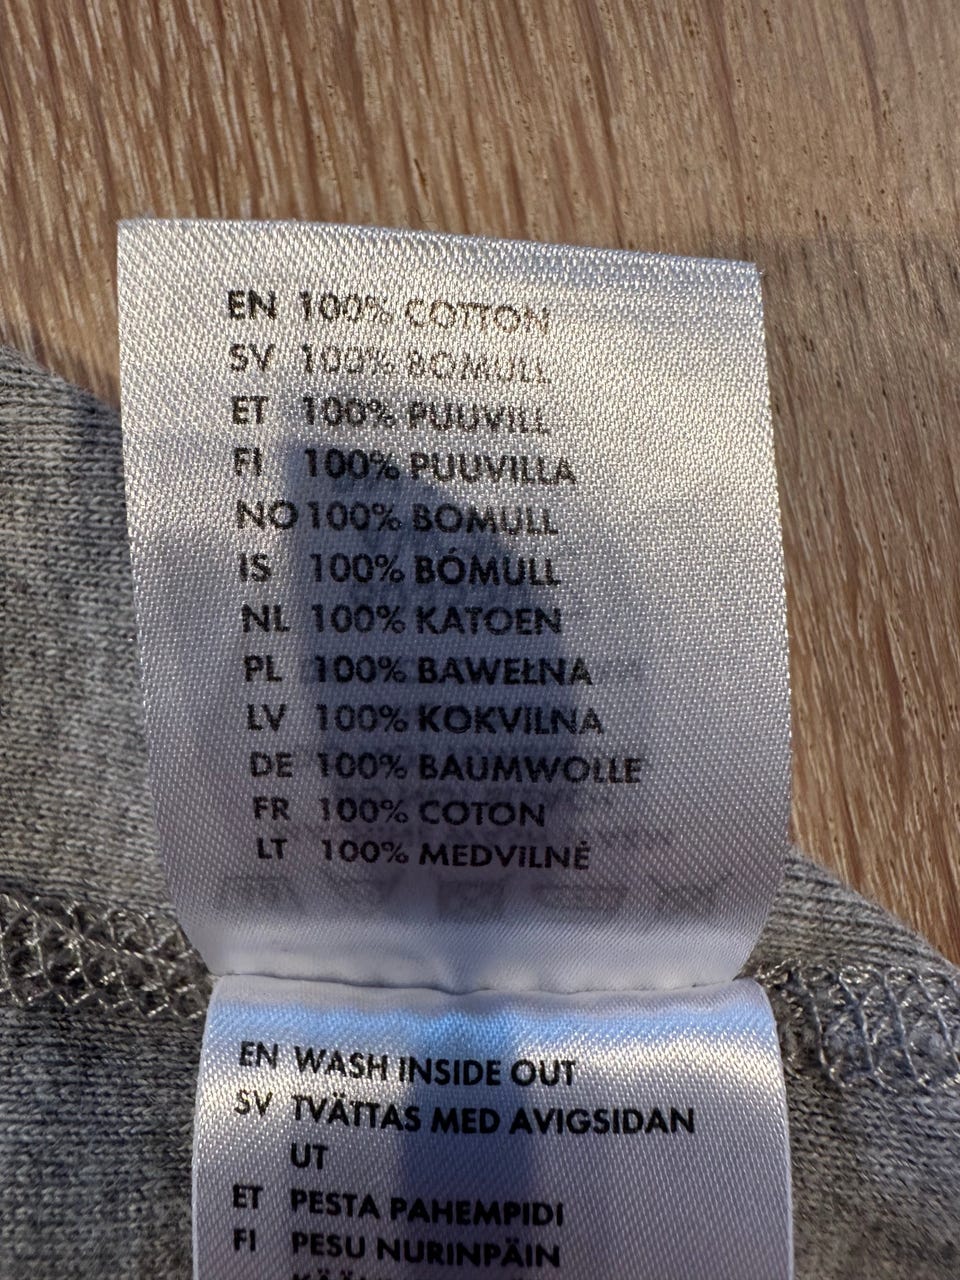 EN 100% COTTON
SV 100% BOMULL
ET 100% PUUVILL
FI 100% PUUVILLA
NO 100% BOMULL
IS 100% BÓMULL
NL 100% KATOEN
PL 100% BAWEŁNA
LV 100% KOKVILNA
DE 100% BAUMWOLLE
FR 100% COTON
LT 100% MEDVILNĖ
EN WASH INSIDE OUT
SV TVÄTTAS MED AVIGSIDAN
UT
ET PESTA PAHEMPIDI
FI PESU NURINPÄIN